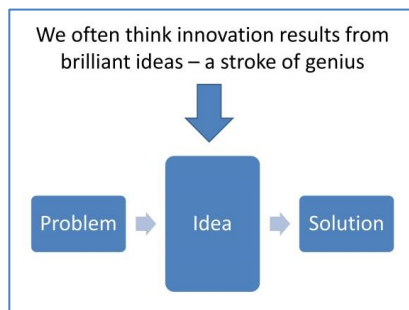 We often think innovation results from
brilliant ideas – a stroke of genius
Problem
Idea
Solution